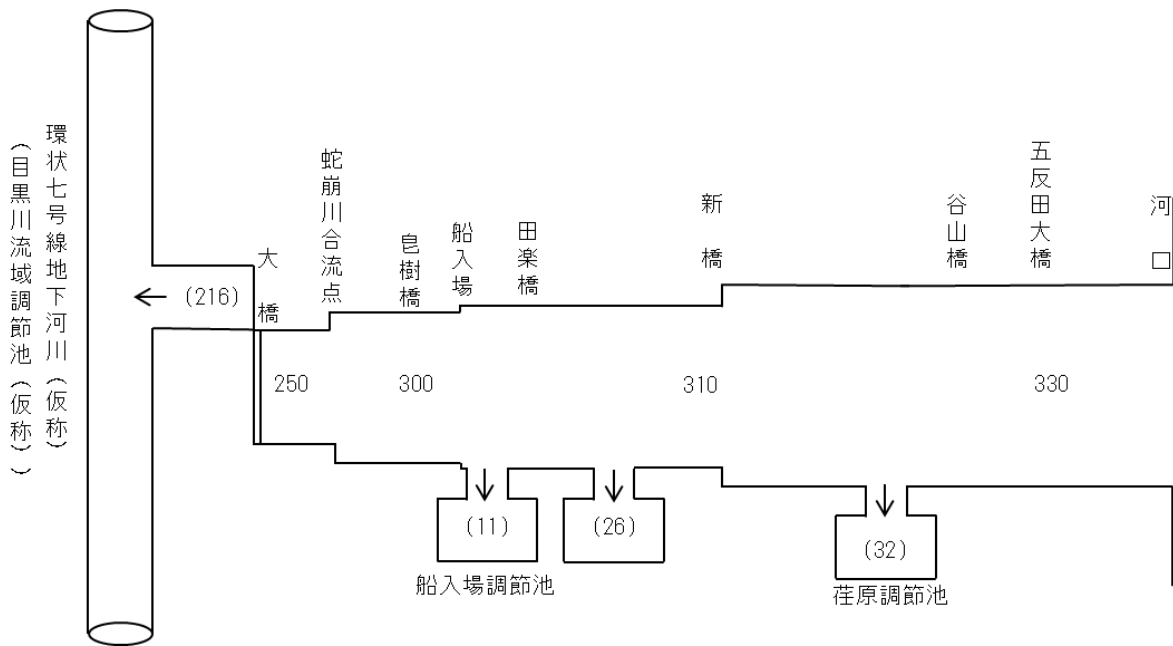 環状七号線地下河川（仮称）
（目黒川流域調節池（仮称））
大橋
蛇崩川合流点
皀樹橋
船入場
田楽橋
新橋
谷山橋
五反田大橋
河口
(216)
250
300
310
330
(11)
(26)
(32)
船入場調節池
荏原調節池